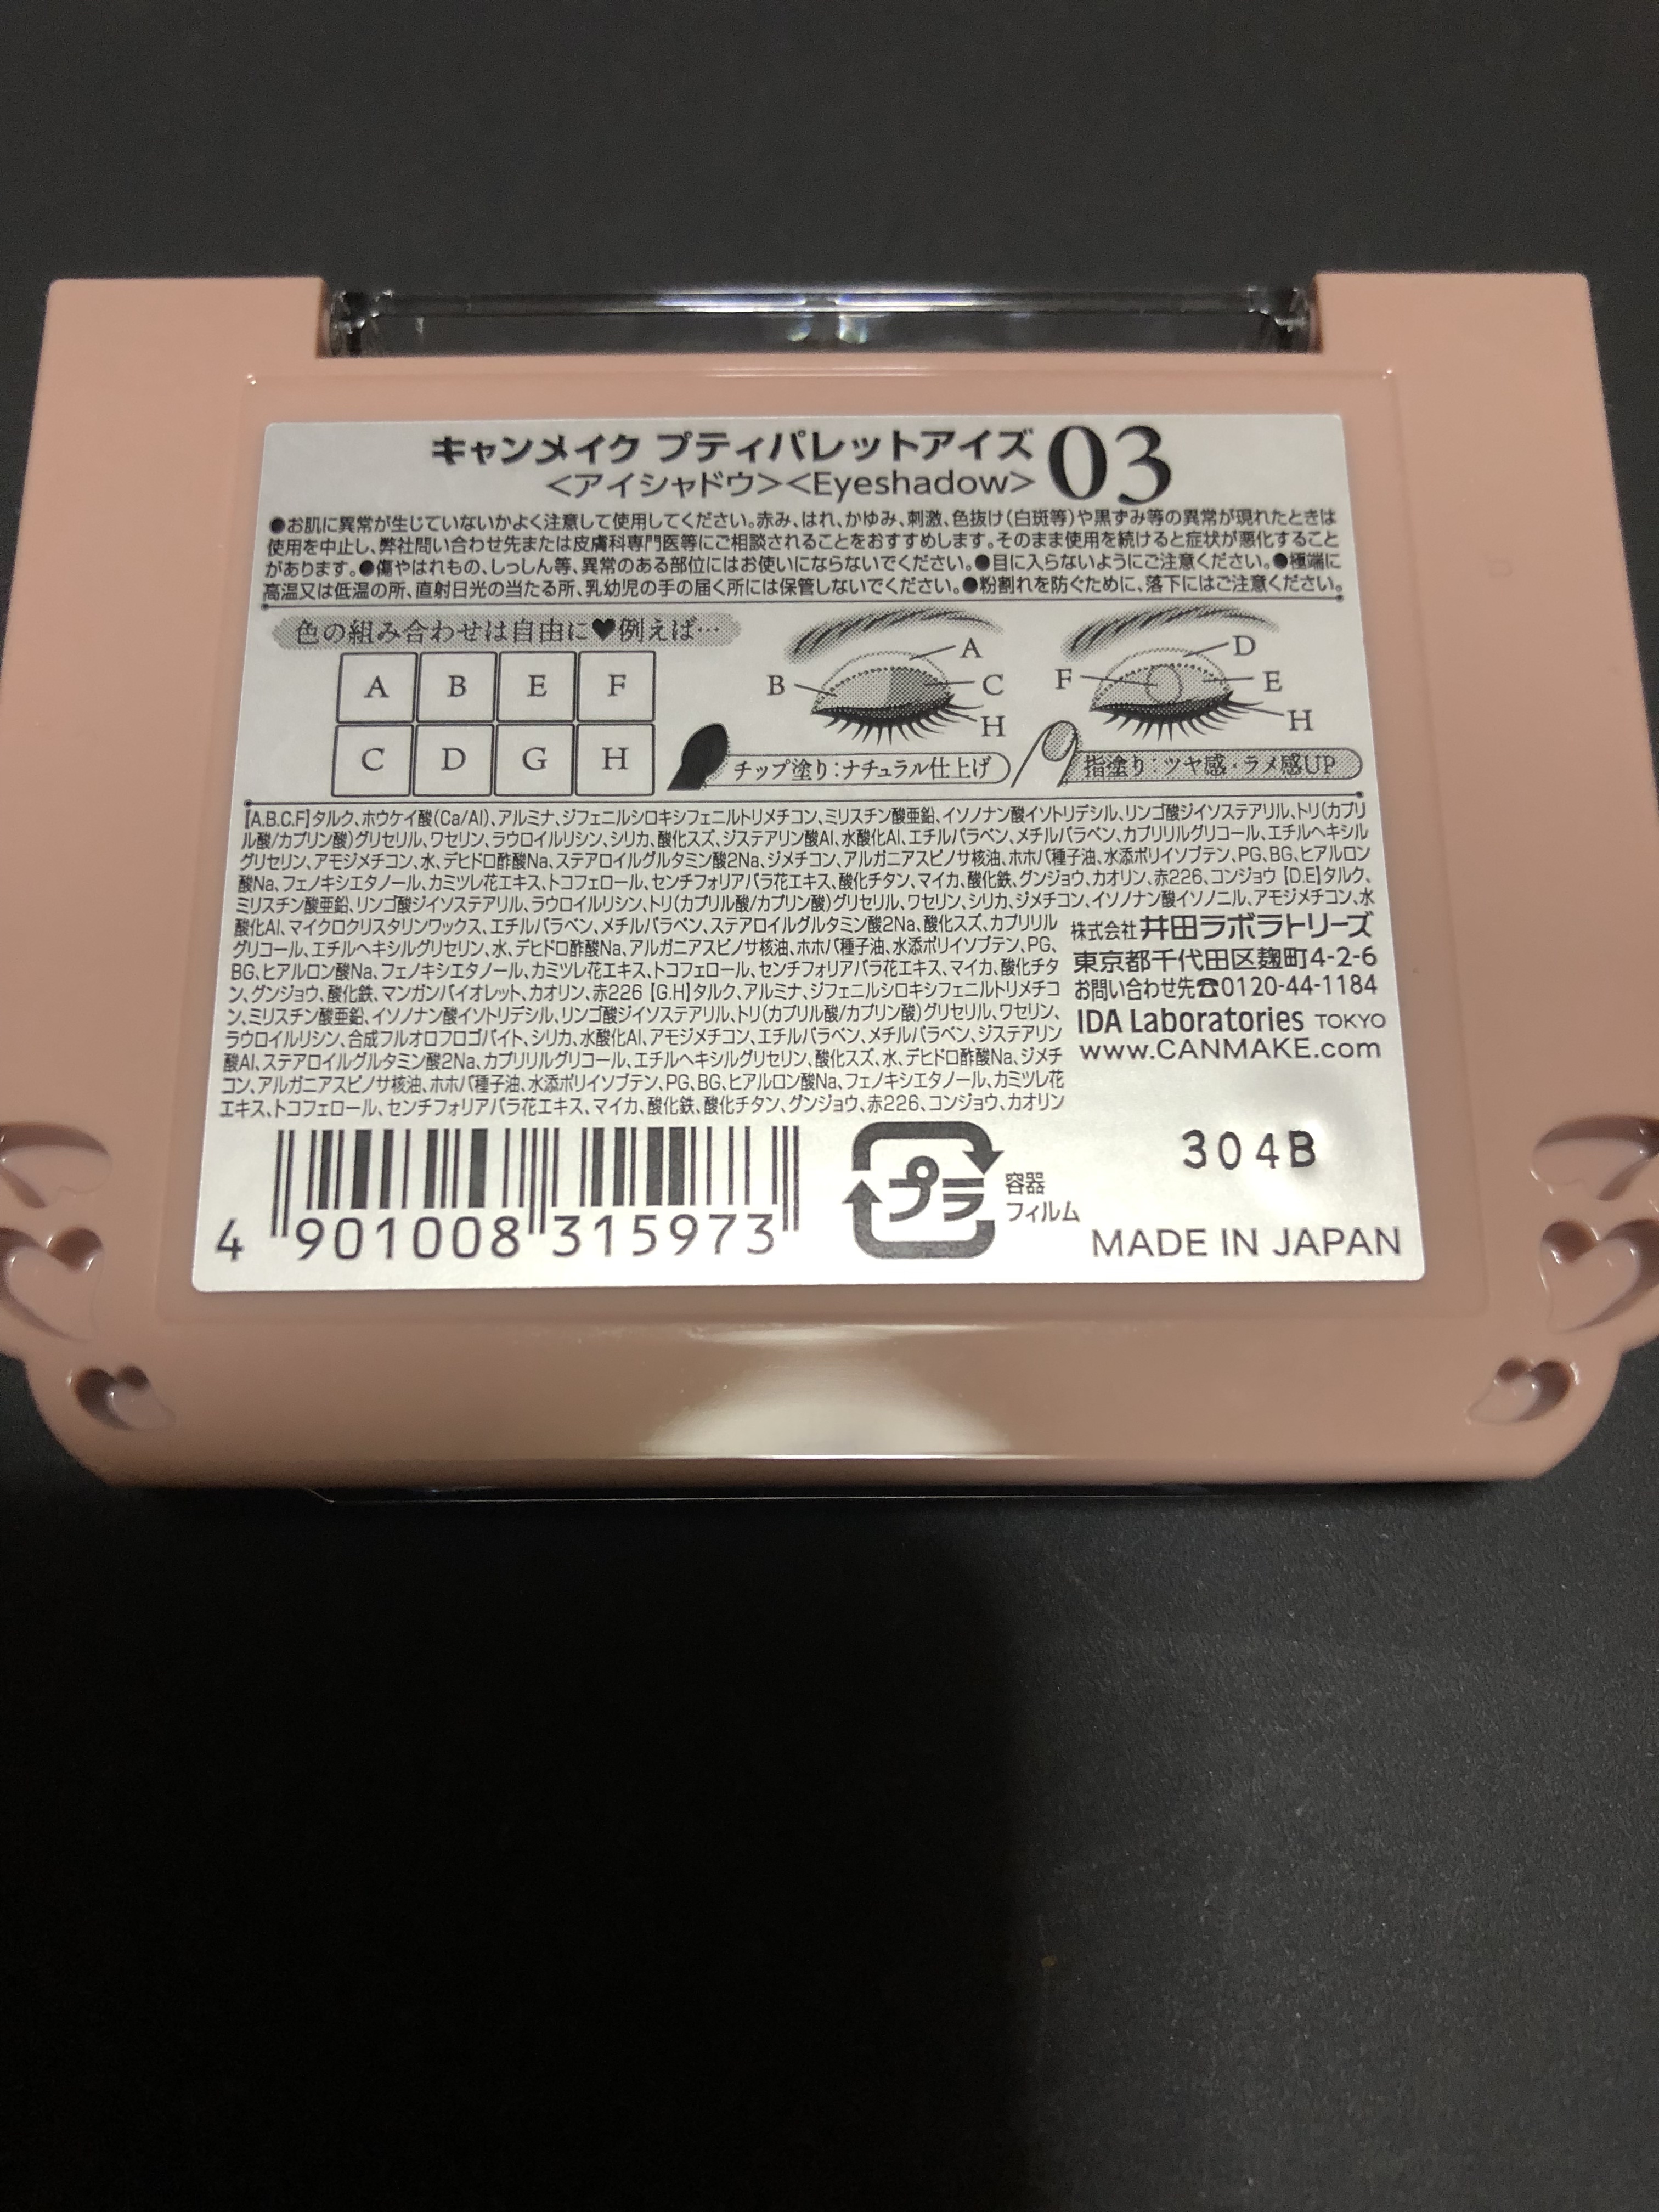 キャンメイク プティパレットアイズ 03
<アイシャドウ><Eyeshadow>
●お肌に異常が生じていないかよく注意して使用してください。赤み、はれ、かゆみ、刺激、色抜け(白斑等)や黒ずみ等の異常が現れたときは
使用を中止し、弊社問い合わせ先または皮膚科専門医等にご相談されることをおすすめします。そのまま使用を続けると症状が悪化すること
があります。●傷やはれもの、しっしん等、異常のある部位にはお使いにならないでください。●目に入らないようにご注意ください。●極端に
高温又は低温の所、直射日光の当たる所、乳幼児の手の届く所には保管しないでください。●粉割れを防ぐために、落下にはご注意ください。
色の組み合わせは自由に♥例えば…
A B E F
C D G H
A
B
C
H
チップ塗り:ナチュラル仕上げ
D
F
E
H
指塗り:ツヤ感・ラメ感UP
【A.B.C.F】タルク、ホウケイ酸(Ca/Al)、アルミナ、ジフェニルシロキシフェニルトリメチコン、ミリスチン酸亜鉛、イソノナン酸イソトリデシル、リンゴ酸ジイソステアリル、トリ(カプリ
ル酸/カプリン酸)グリセリル、ワセリン、ラウロイルリシン、シリカ、酸化スズ、ジステアリン酸Al、水酸化Al、エチルパラベン、メチルパラベン、カプリリルグリコール、エチルヘキシル
グリセリン、アモジメチコン、水、デヒドロ酢酸Na、ステアロイルグルタミン酸2Na、ジメチコン、アルガニアスピノサ核油、ホホバ種子油、水添ポリイソブテン、PG、BG、ヒアルロン
酸Na、フェノキシエタノール、カミツレ花エキス、トコフェロール、センチフォリアバラ花エキス、酸化チタン、マイカ、酸化鉄、グンジョウ、カオリン、赤226、コンジョウ【D.E】タルク、
ミリスチン酸亜鉛、リンゴ酸ジイソステアリル、ラウロイルリシン、トリ(カプリル酸/カプリン酸)グリセリル、ワセリン、シリカ、ジメチコン、イソノナン酸イソノニル、アモジメチコン、水
酸化Al、マイクロクリスタリンワックス、エチルパラベン、メチルパラベン、ステアロイルグルタミン酸2Na、酸化スズ、カプリリル
グリコール、エチルヘキシルグリセリン、水、デヒドロ酢酸Na、アルガニアスピノサ核油、ホホバ種子油、水添ポリイソブテン、PG、
BG、ヒアルロン酸Na、フェノキシエタノール、カミツレ花エキス、トコフェロール、センチフォリアバラ花エキス、マイカ、酸化チタ
ン、グンジョウ、酸化鉄、マンガンバイオレット、カオリン、赤226【G.H】タルク、アルミナ、ジフェニルシロキシフェニルトリメチコ
ン、ミリスチン酸亜鉛、イソノナン酸イソトリデシル、リンゴ酸ジイソステアリル、トリ(カプリル酸/カプリン酸)グリセリル、ワセリン、
ラウロイルリシン、合成フルオロフロゴパイト、シリカ、水酸化Al、アモジメチコン、エチルパラベン、メチルパラベン、ジステアリン
酸Al、ステアロイルグルタミン酸2Na、カプリリルグリコール、エチルヘキシルグリセリン、酸化スズ、水、デヒドロ酢酸Na、ジメチ
コン、アルガニアスピノサ核油、ホホバ種子油、水添ポリイソブテン、PG、BG、ヒアルロン酸Na、フェノキシエタノール、カミツレ花
エキス、トコフェロール、センチフォリアバラ花エキス、マイカ、酸化鉄、酸化チタン、グンジョウ、赤226、コンジョウ、カオリン
株式会社井田ラボラトリーズ
東京都千代田区麹町4-2-6
お問い合わせ先☎0120-44-1184
IDA Laboratories TOKYO
www.CANMAKE.com
4 901008 315973
プラ
容器
フィルム
304B
MADE IN JAPAN